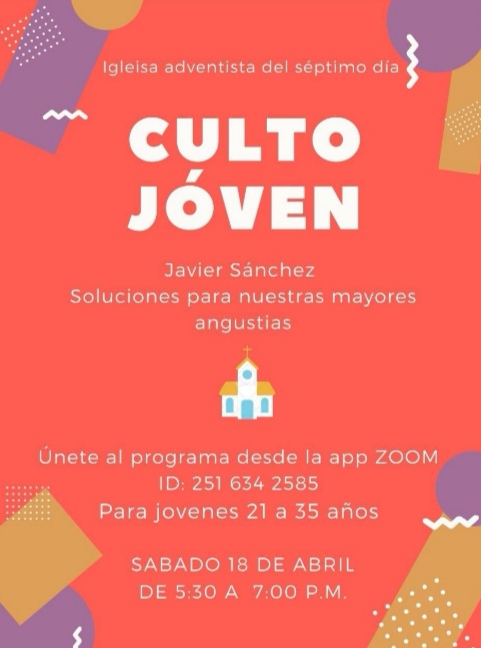 Igleisa adventista del séptimo día
CULTO
JÓVEN
Javier Sánchez
Soluciones para nuestras mayores
angustias
Únete al programa desde la app ZOOM
ID: 251 634 2585
Para jovenes 21 a 35 años
SABADO 18 DE ABRIL
DE 5:30 A 7:00 P.M.